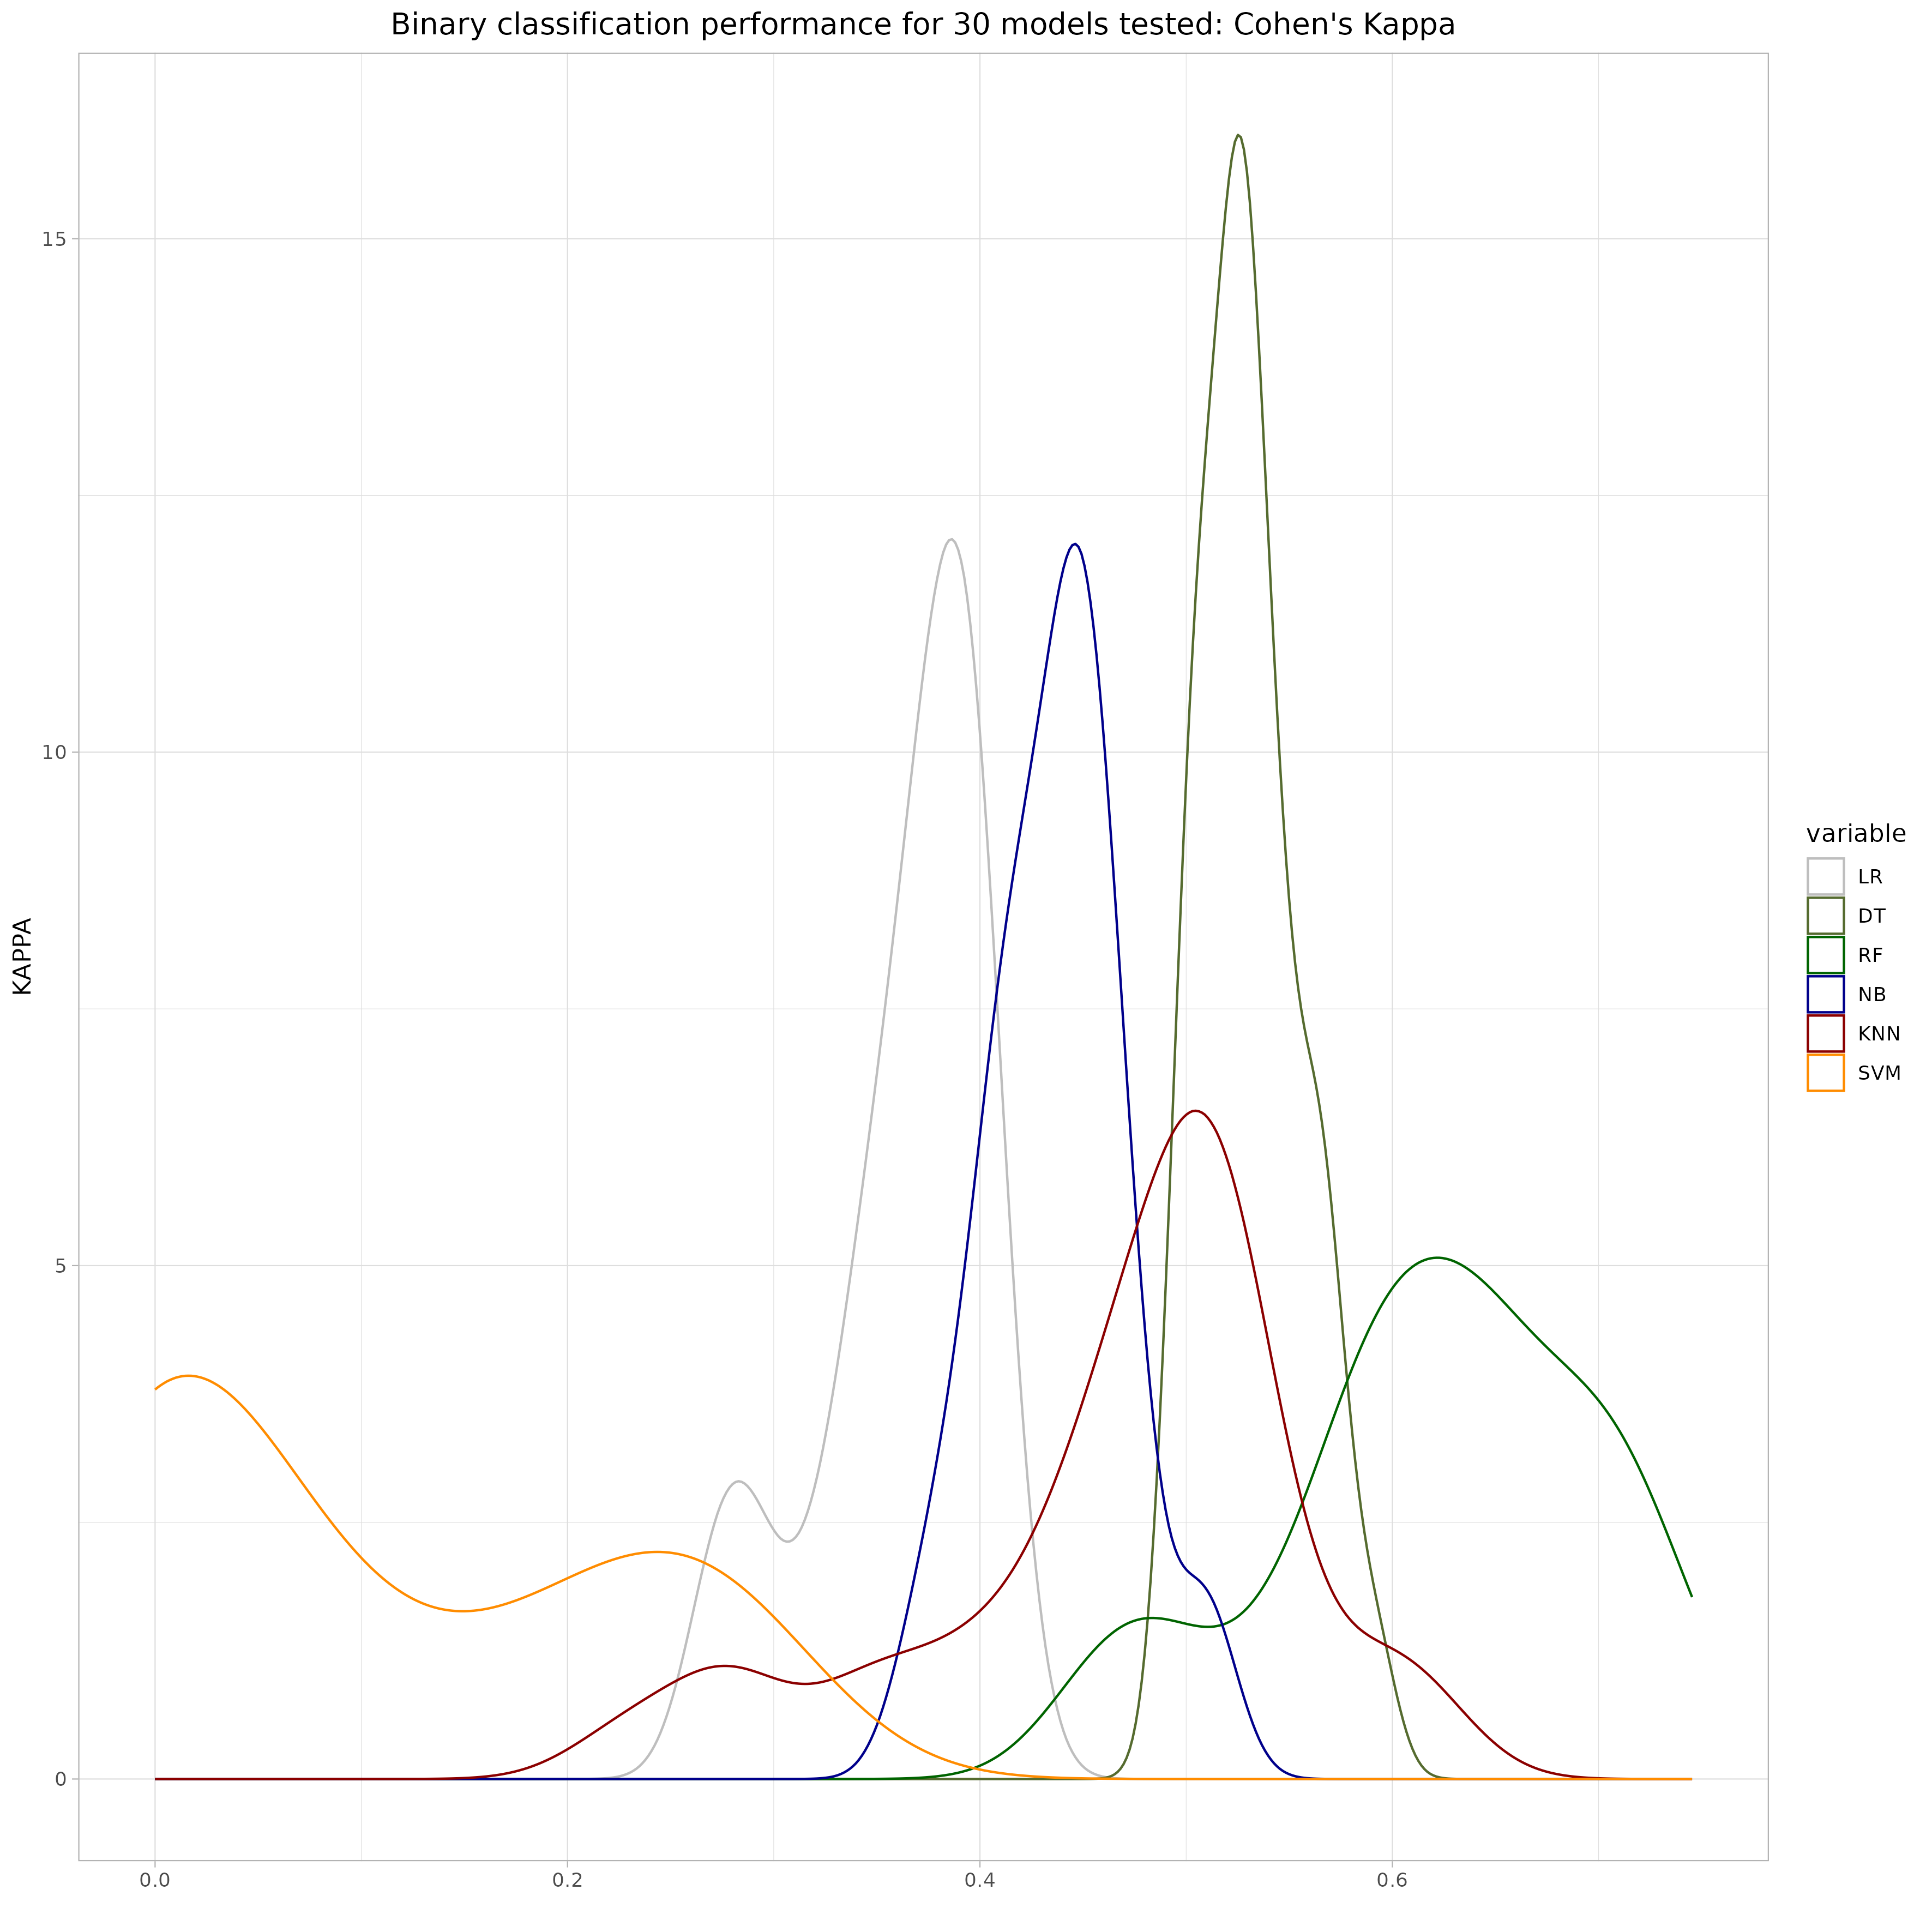 Binary classification performance for 30 models tested: Cohen's Kappa
KAPPA
15
10
5
0
0.0 0.2 0.4 0.6
variable
LR
DT
RF
NB
KNN
SVM